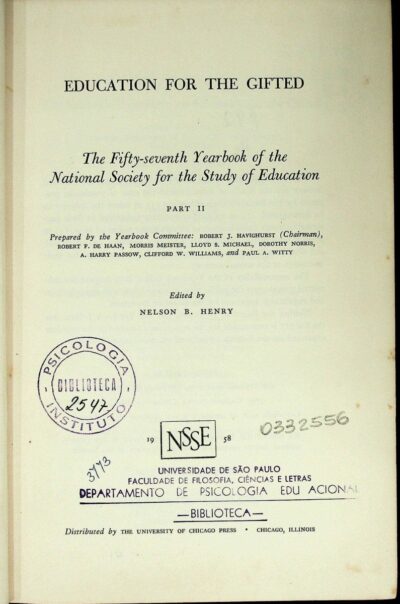 EDUCATION FOR THE GIFTED
The Fifty-seventh Yearbook of the
National Society for the Study of Education
PART II
Prepared by the Yearbook Committee: ROBERT J. HAVIGHURST (Chairman),
ROBERT F. DE HAAN, MORRIS MEISTER, LLOYD S. MICHAEL, DOROTHY NORRIS,
A. HARRY PASSOW, CLIFFORD W. WILLIAMS, and PAUL A. WITTY
Edited by
NELSON B. HENRY
PSICOLOGIA
BIBLIOTECA
2547
INSTITUTO
0332556
19 NSSE 58
3773
UNIVERSIDADE DE SÃO PAULO
FACULDADE DE FILOSOFIA, CIÊNCIAS E LETRAS
DEPARTAMENTO DE PSICOLOGIA EDU ACIONAL
—BIBLIOTECA—
Distributed by THE UNIVERSITY OF CHICAGO PRESS • CHICAGO, ILLINOIS